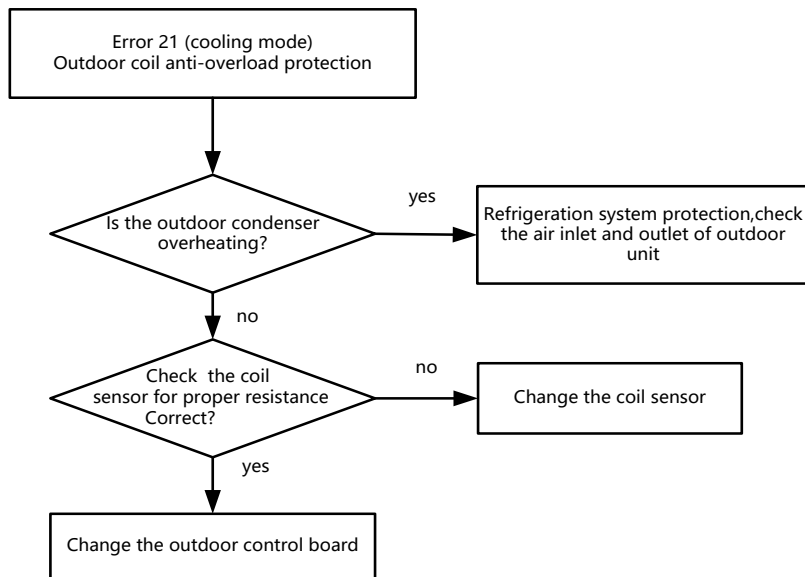 Error 21 (cooling mode)
Outdoor coil anti-overload protection
Is the outdoor condenser
overheating?
yes
Refrigeration system protection,check
the air inlet and outlet of outdoor
unit
no
Check the coil
sensor for proper resistance
Correct?
no
Change the coil sensor
yes
Change the outdoor control board